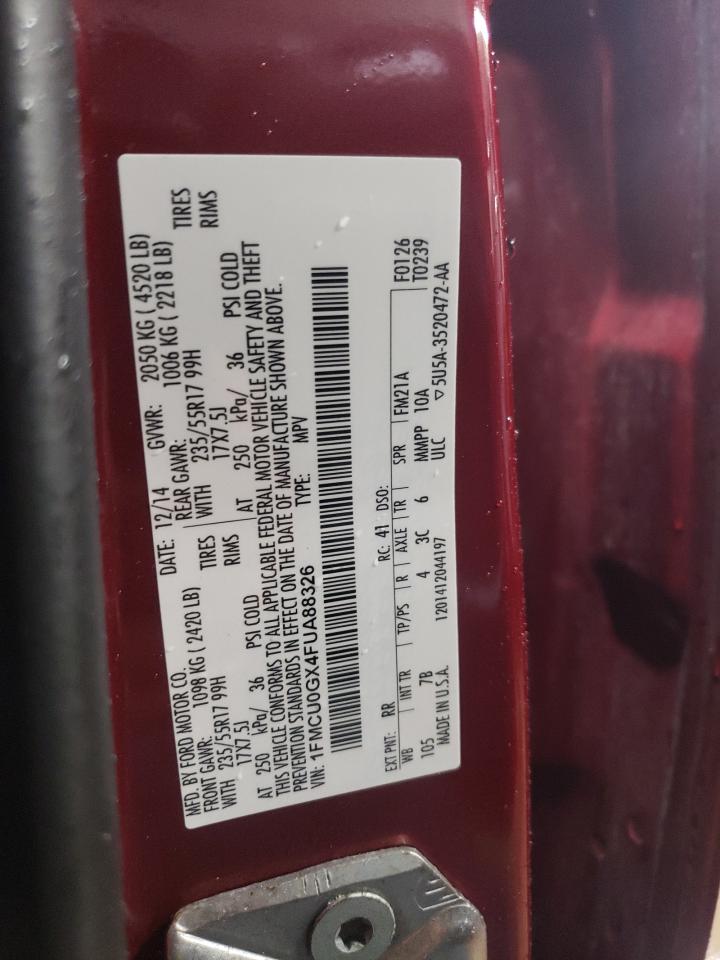 MFD. BY FORD MOTOR CO.
DATE: 12/14 GVWR: 2050 KG ( 4520 LB)
FRONT GAWR: 1098 KG ( 2420 LB) REAR GAWR: 1006 KG ( 2218 LB)
WITH 235/55R17 99H TIRES WITH 235/55R17 99H TIRES
17X7.5J RIMS 17X7.5J RIMS
AT 250 kPa/ 36 PSI COLD AT 250 kPa/ 36 PSI COLD
THIS VEHICLE CONFORMS TO ALL APPLICABLE FEDERAL MOTOR VEHICLE SAFETY AND THEFT
PREVENTION STANDARDS IN EFFECT ON THE DATE OF MANUFACTURE SHOWN ABOVE.
VIN: 1FMCU0GX4FUA88326 TYPE: MPV
EXT PNT: RR RC: 41 DSO: F0126
WB INT TR TP/PS R AXLE TR SPR FM21A T0239
105 7B 4 3C 6 MMPP 10A
MADE IN U.S.A. 1201412044197 ULC ▽5U5A-3520472-AA